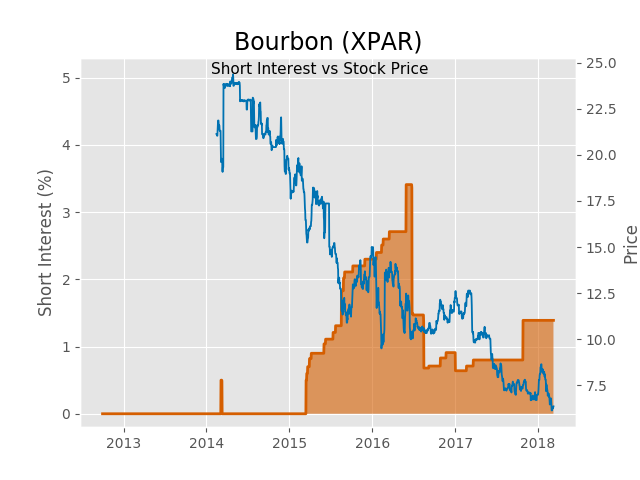 Bourbon (XPAR)
Short Interest vs Stock Price
Short Interest (%)
5
4
3
2
1
0
25.0
22.5
20.0
17.5
15.0
12.5
10.0
7.5
Price
2013 2014 2015 2016 2017 2018